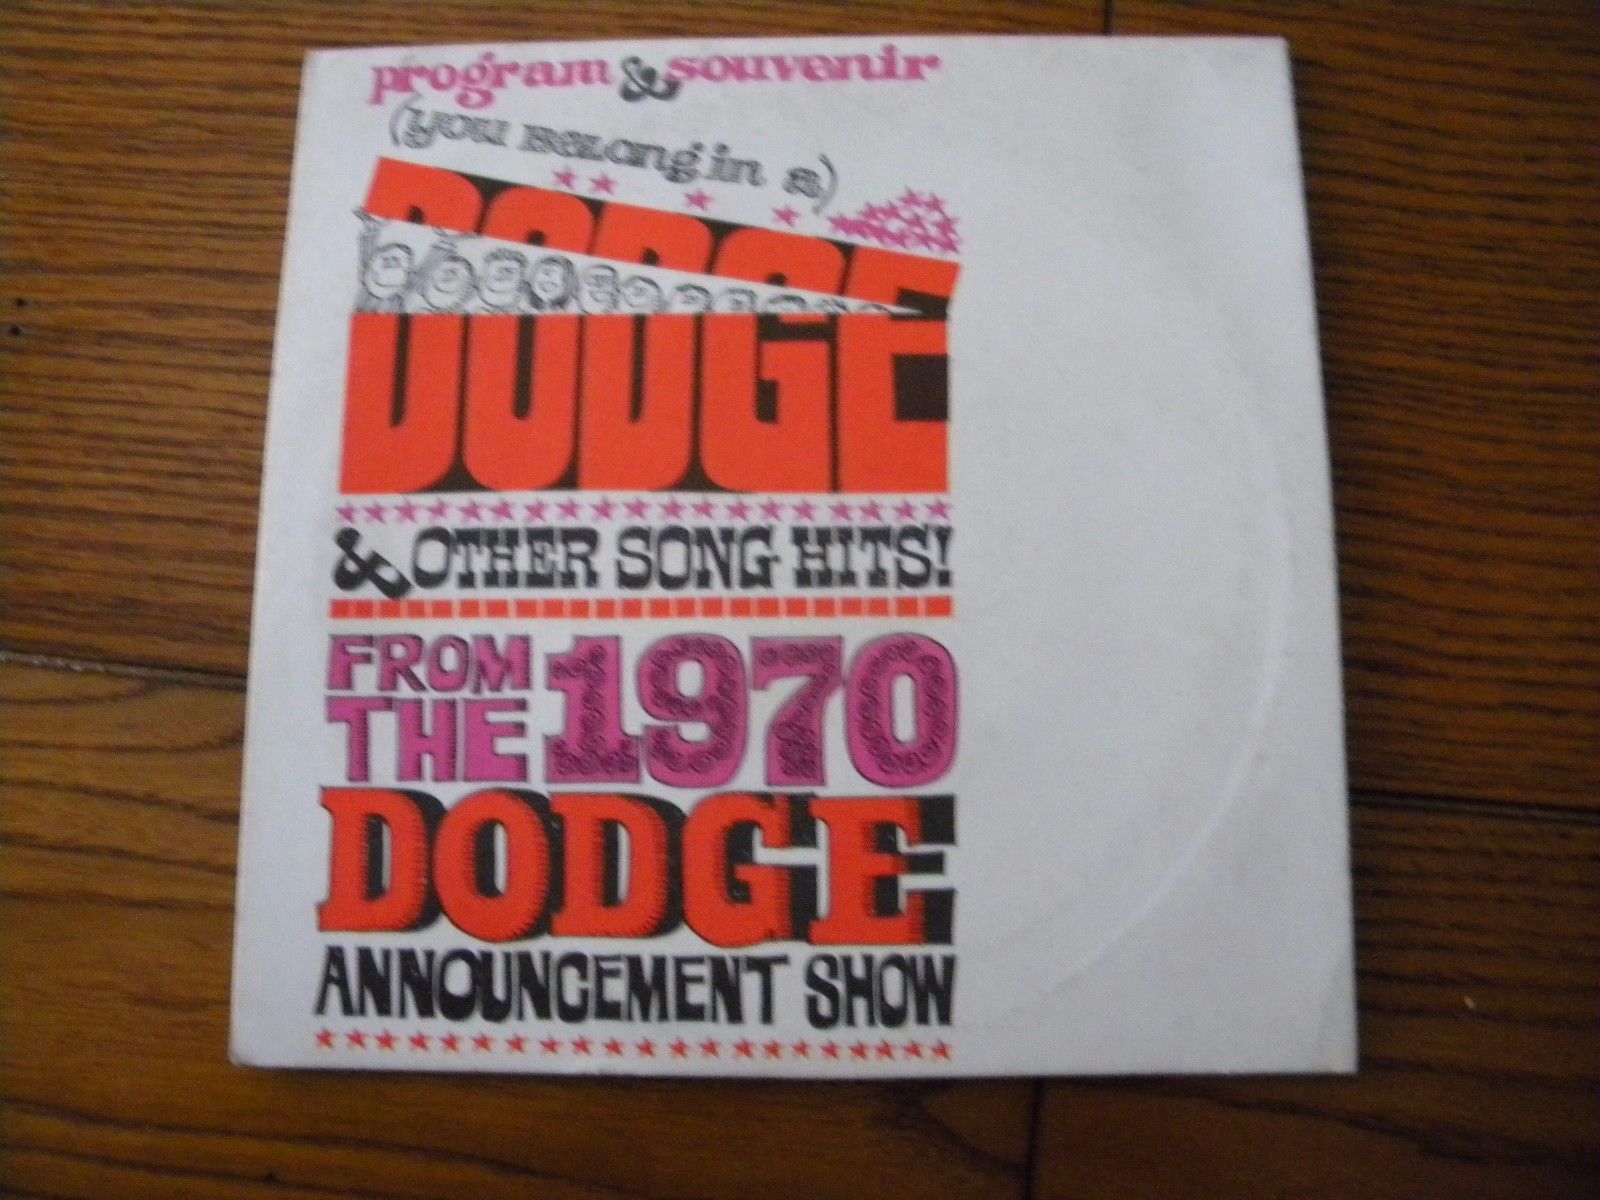 program & souvenir
(you BeLong in a)
DODGE
& OTHER SONG HITS!
FROM THE 1970
DODGE
ANNOUNCEMENT SHOW